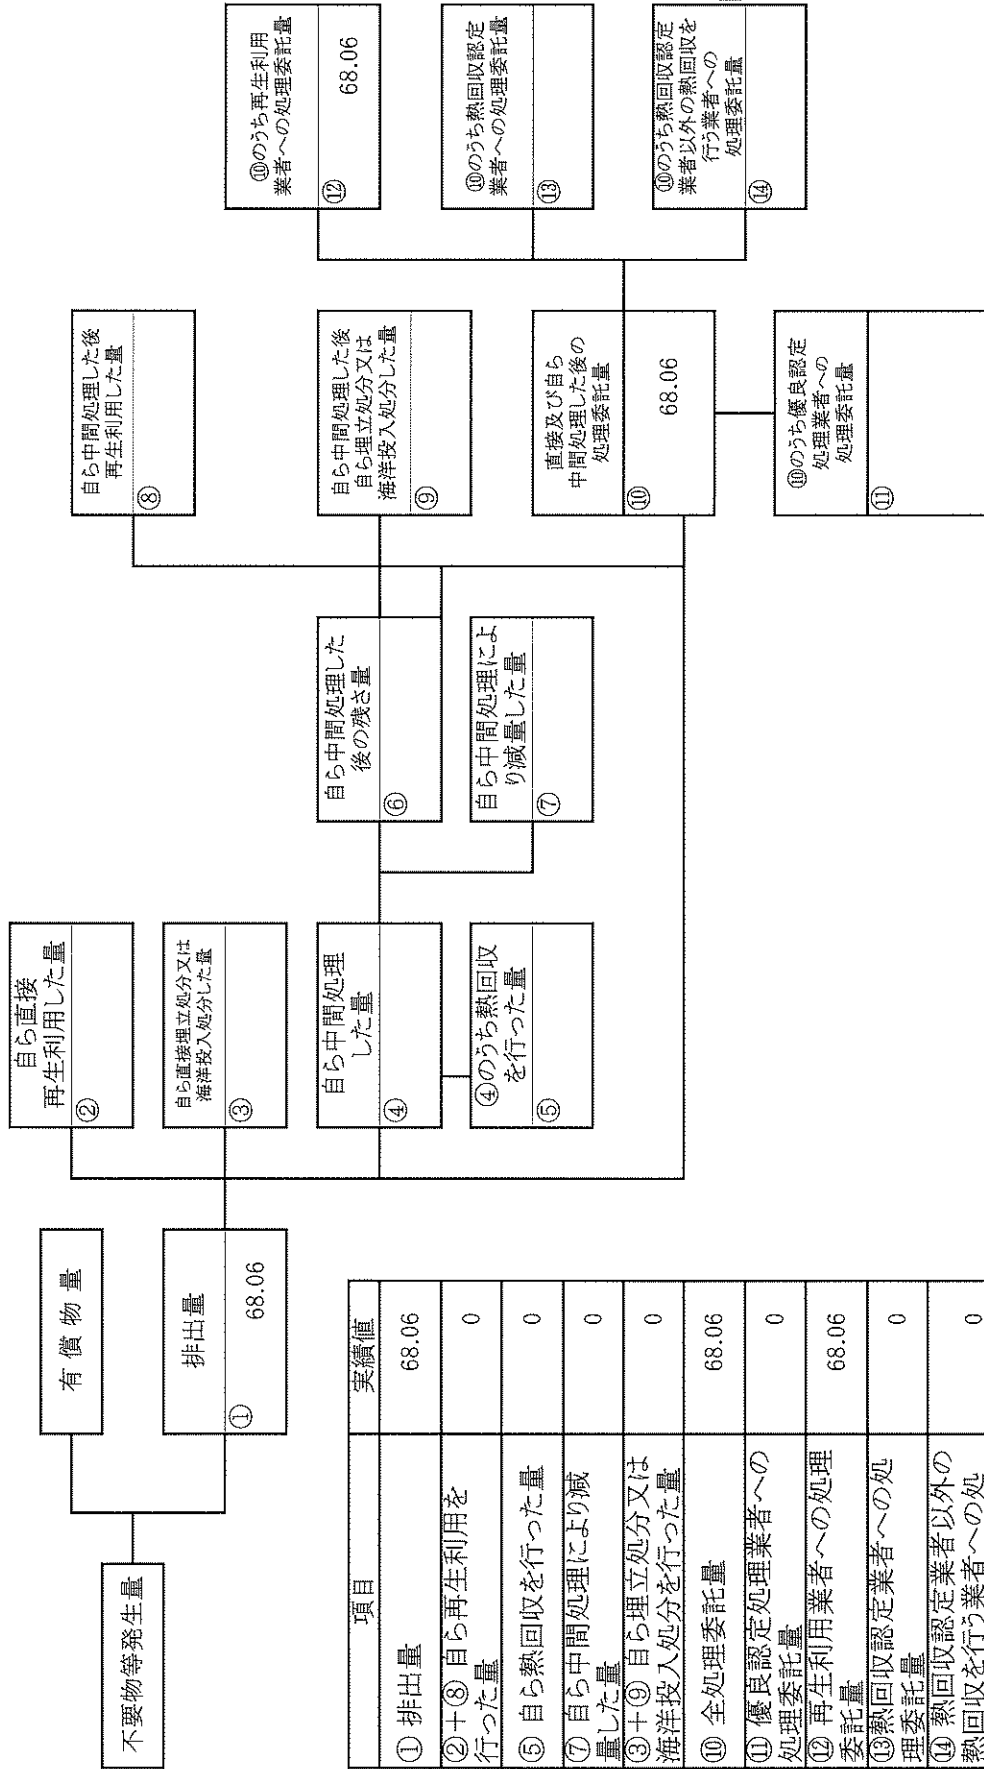 不要物等発生量
有償物量
排出量
①
68.06
自ら直接
再生利用した量
②
自ら直接埋立処分又は
海洋投入処分した量
③
自ら中間処理
した量
④
④のうち熱回収
を行った量
⑤
自ら中間処理した
後の残さ量
⑥
自ら中間処理によ
り減量した量
⑦
自ら中間処理した後
再生利用した量
⑧
自ら中間処理した後
自ら埋立処分又は
海洋投入処分した量
⑨
直接及び自ら
中間処理した後の
処理委託量
⑩
68.06
⑩のうち優良認定
処理業者への
処理委託量
⑪
⑩のうち再生利用
業者への処理委託量
⑫
68.06
⑩のうち熱回収認定
業者への処理委託量
⑬
⑩のうち熱回収認定
業者以外の熱回収を
行う業者への
処理委託量
⑭
項目 実績値
①排出量 68.06
②+⑧自ら再生利用を
行った量 0
⑤自ら熱回収を行った量 0
⑦自ら中間処理により減
量した量 0
③+⑨自ら埋立処分又は
海洋投入処分を行った量 0
⑩全処理委託量 68.06
⑪優良認定処理業者への
処理委託量 0
⑫再生利用業者への処理
委託量 68.06
⑬熱回収認定業者への処
理委託量 0
⑭熱回収認定業者以外の
熱回収を行う業者への処 0